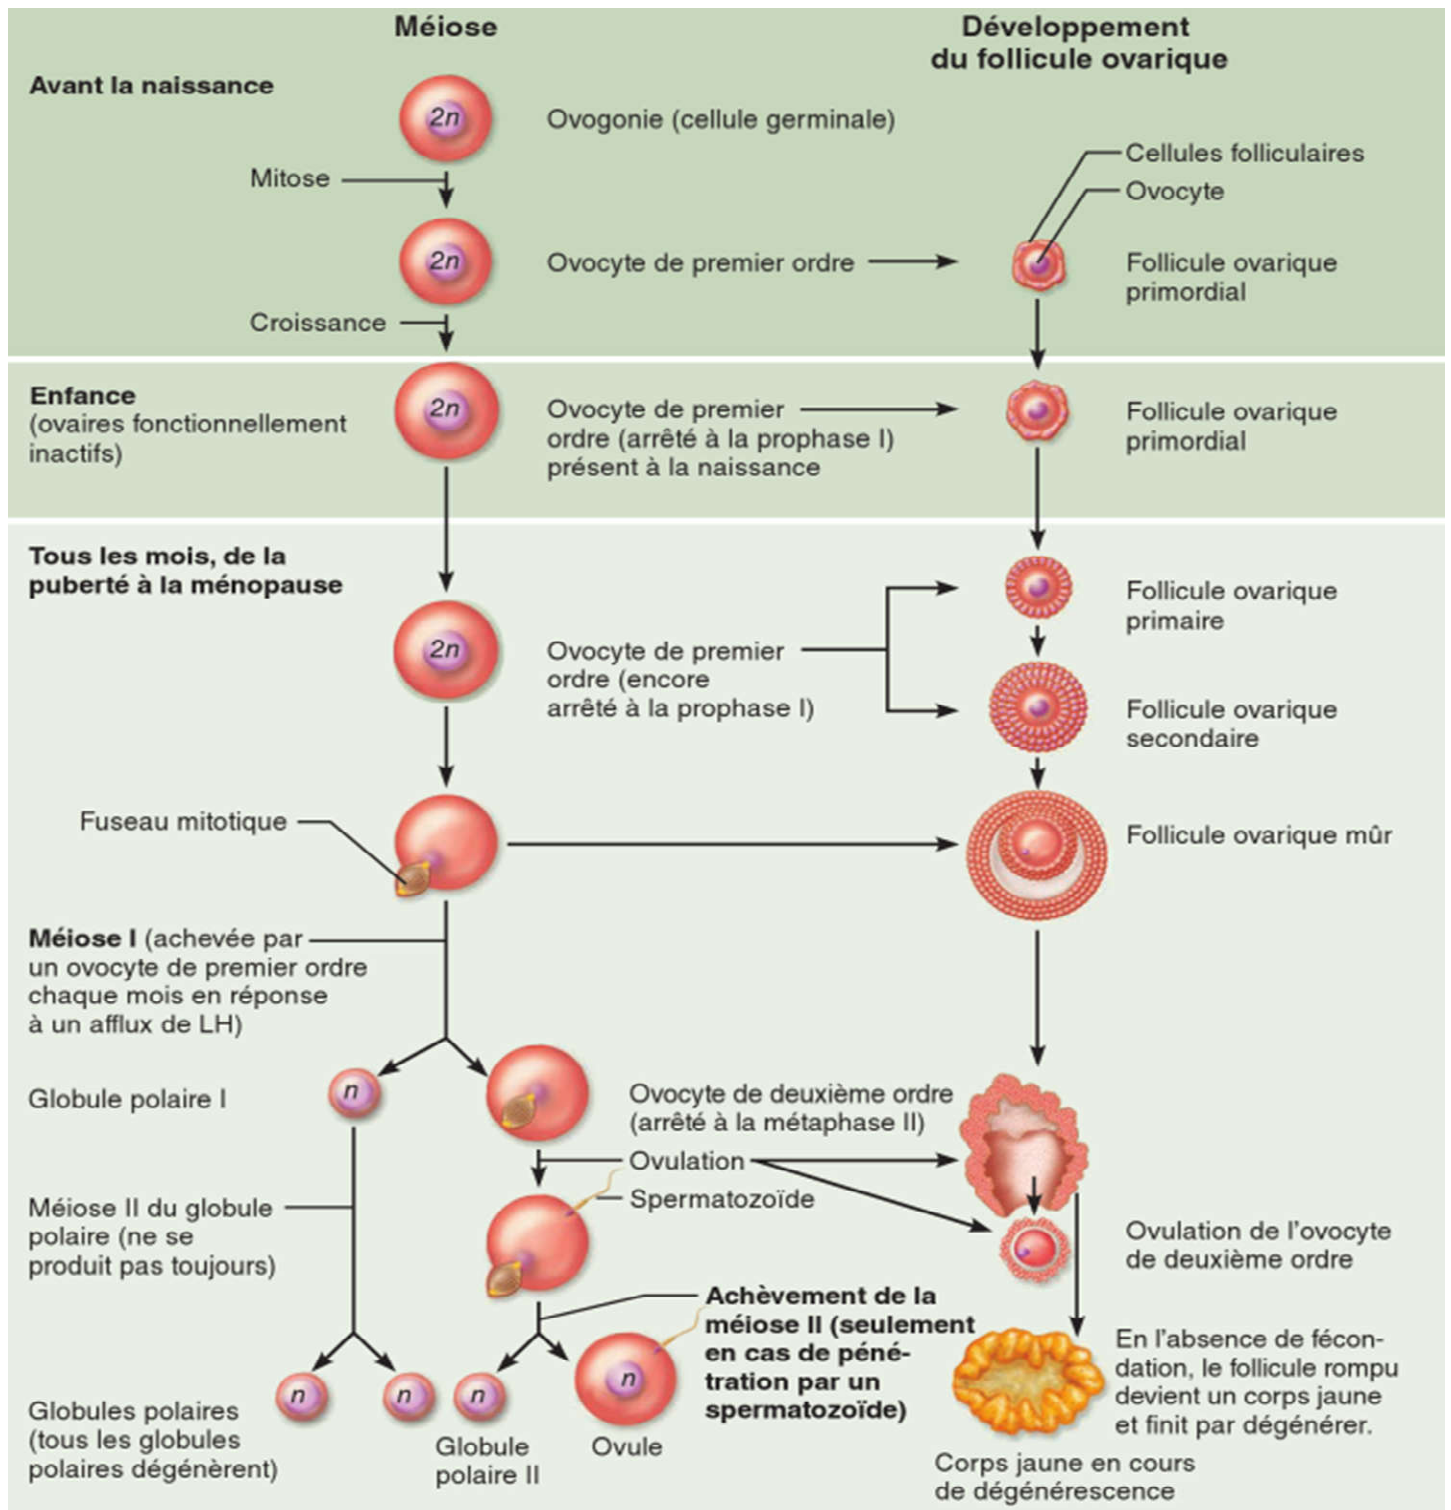 Méiose
Développement
du follicule ovarique
Avant la naissance
2n
Ovogonie (cellule germinale)
Mitose
Cellules folliculaires
Ovocyte
2n
Ovocyte de premier ordre
Follicule ovarique
primordial
Croissance
Enfance
(ovaires fonctionnellement
inactifs)
2n
Ovocyte de premier
ordre (arrêté à la prophase I)
présent à la naissance
Follicule ovarique
primordial
Tous les mois, de la
puberté à la ménopause
2n
Ovocyte de premier
ordre (encore
arrêté à la prophase I)
Follicule ovarique
primaire
Follicule ovarique
secondaire
Fuseau mitotique
Follicule ovarique mûr
Méiose I (achevée par
un ovocyte de premier ordre
chaque mois en réponse
à un afflux de LH)
Globule polaire I
n
Ovocyte de deuxième ordre
(arrêté à la métaphase II)
Ovulation
Spermatozoïde
Méiose II du globule
polaire (ne se
produit pas toujours)
Ovulation de l'ovocyte
de deuxième ordre
Achèvement de la
méiose II (seulement
en cas de péné-
tration par un
spermatozoïde)
En l'absence de fécon-
dation, le follicule rompu
devient un corps jaune
et finit par dégénérer.
n
n
n
n
Globules polaires
(tous les globules
polaires dégénèrent)
Globule
polaire II
Ovule
Corps jaune en cours
de dégénérescence